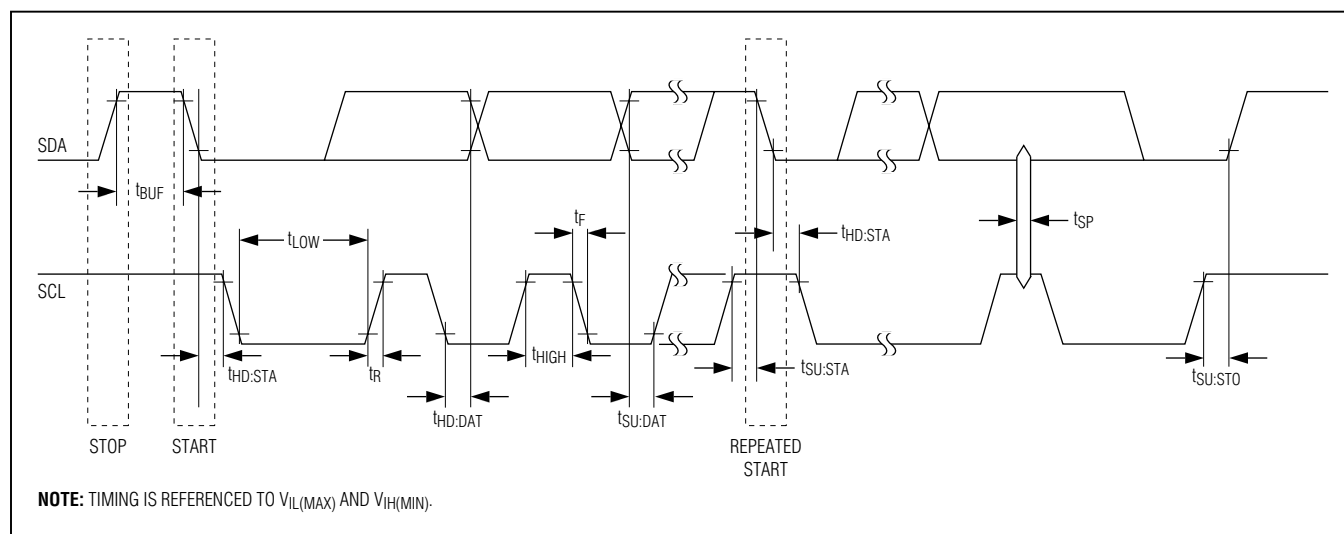 SDA
tBUF
tF
tSP
tLOW
tHD:STA
SCL
tHIGH
tHD:STA
tR
tSU:STA
tSU:STO
tHD:DAT
tSU:DAT
STOP
START
REPEATED
START
NOTE: TIMING IS REFERENCED TO VIL(MAX) AND VIH(MIN).